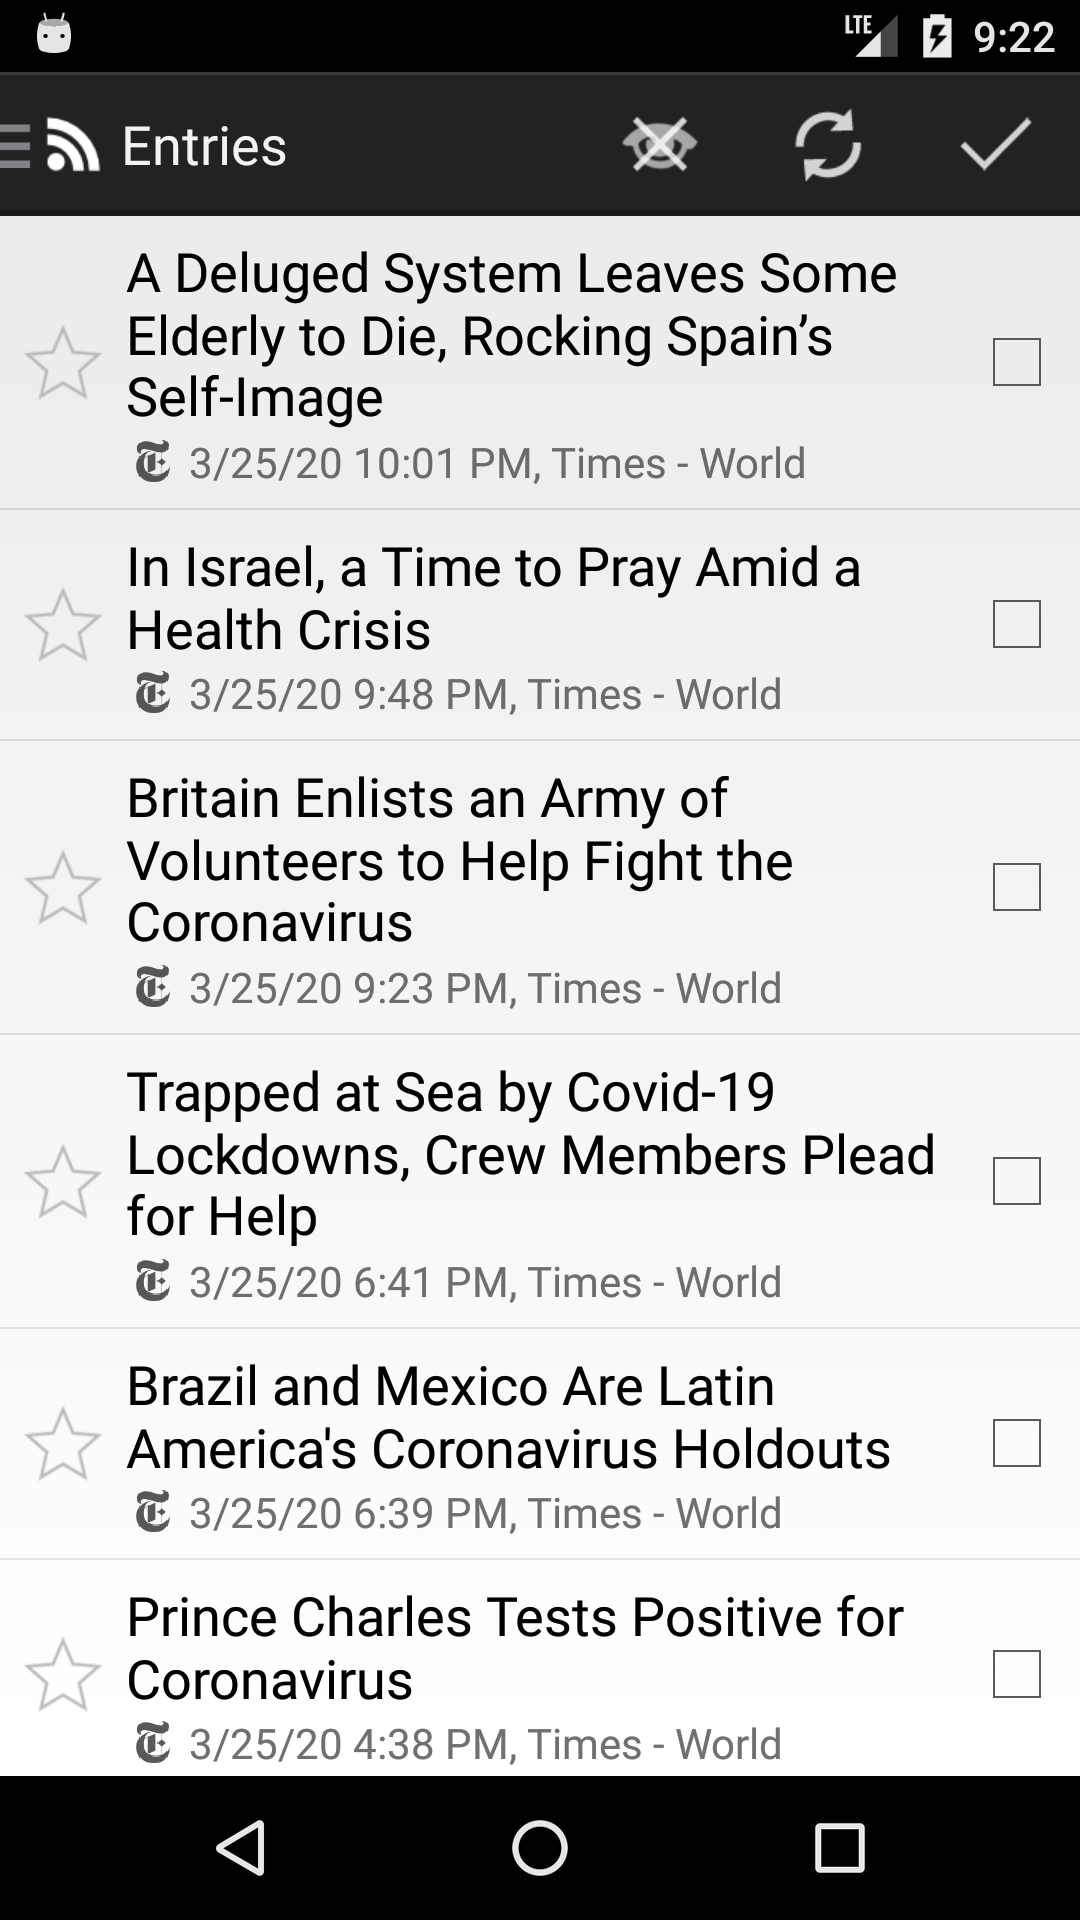 LTE 9:22
Entries
A Deluged System Leaves Some
Elderly to Die, Rocking Spain’s
Self-Image
3/25/20 10:01 PM, Times - World
In Israel, a Time to Pray Amid a
Health Crisis
3/25/20 9:48 PM, Times - World
Britain Enlists an Army of
Volunteers to Help Fight the
Coronavirus
3/25/20 9:23 PM, Times - World
Trapped at Sea by Covid-19
Lockdowns, Crew Members Plead
for Help
3/25/20 6:41 PM, Times - World
Brazil and Mexico Are Latin
America's Coronavirus Holdouts
3/25/20 6:39 PM, Times - World
Prince Charles Tests Positive for
Coronavirus
3/25/20 4:38 PM, Times - World